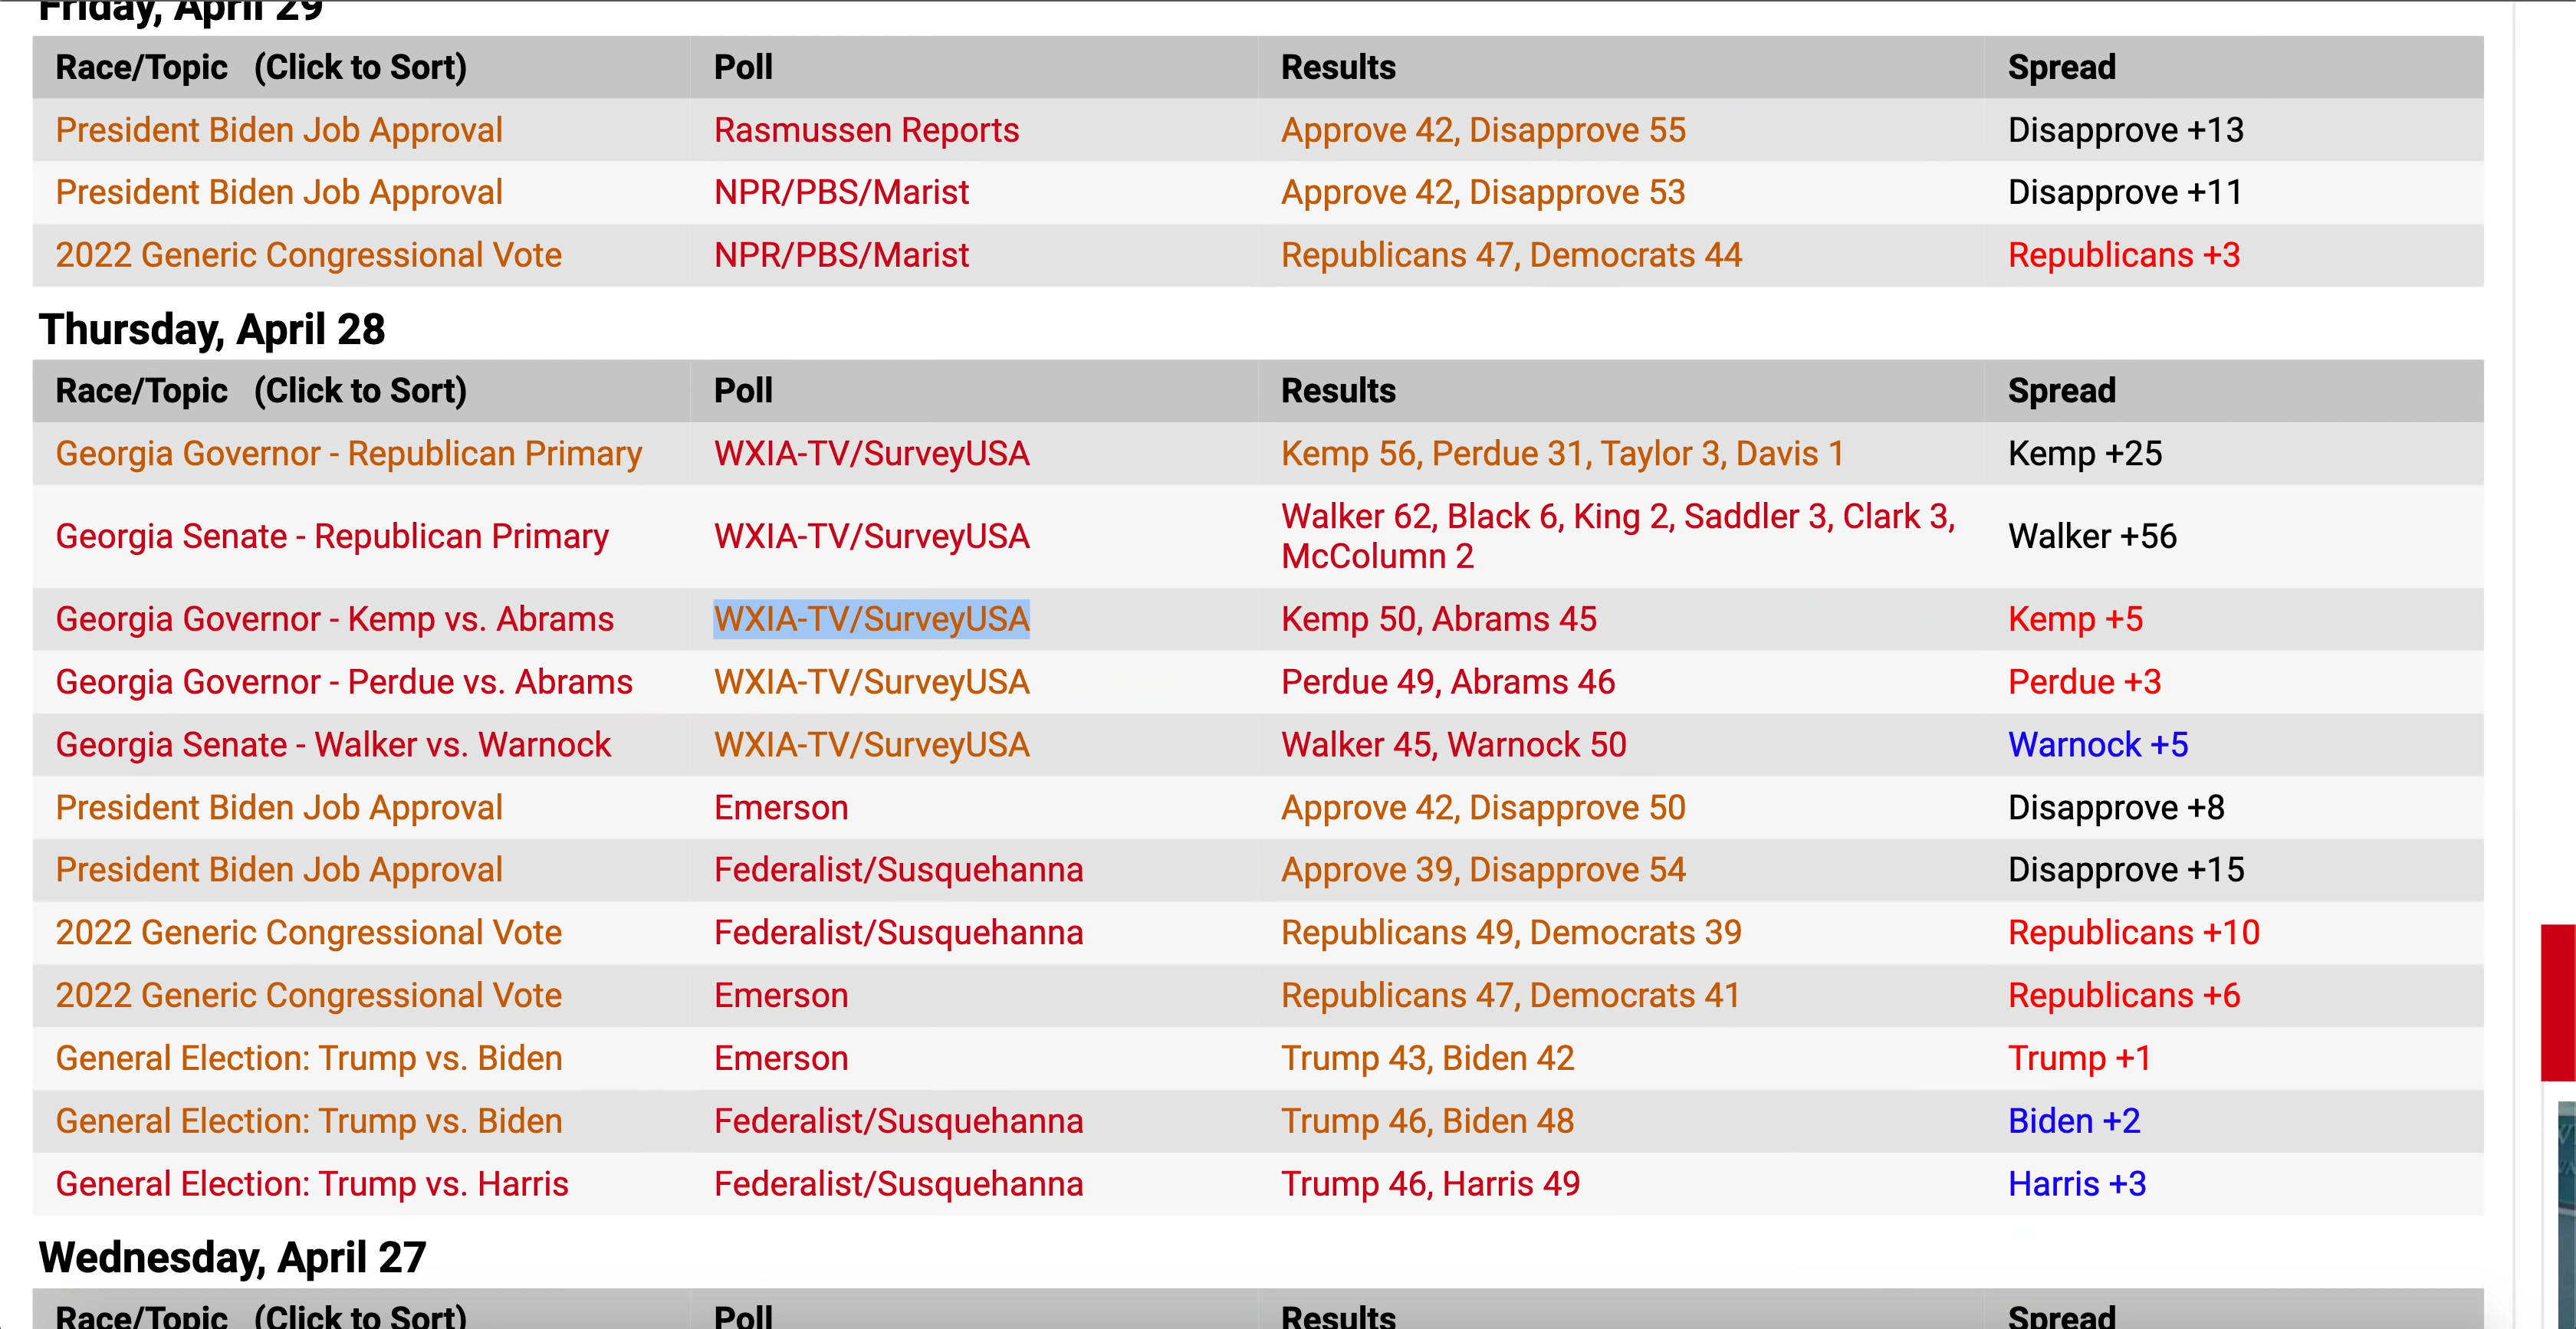 Friday, April 29
Race/Topic (Click to Sort) Poll Results Spread
President Biden Job Approval Rasmussen Reports Approve 42, Disapprove 55 Disapprove +13
President Biden Job Approval NPR/PBS/Marist Approve 42, Disapprove 53 Disapprove +11
2022 Generic Congressional Vote NPR/PBS/Marist Republicans 47, Democrats 44 Republicans +3
Thursday, April 28
Race/Topic (Click to Sort) Poll Results Spread
Georgia Governor - Republican Primary WXIA-TV/SurveyUSA Kemp 56, Perdue 31, Taylor 3, Davis 1 Kemp +25
Georgia Senate - Republican Primary WXIA-TV/SurveyUSA Walker 62, Black 6, King 2, Saddler 3, Clark 3,
McColumn 2 Walker +56
Georgia Governor - Kemp vs. Abrams WXIA-TV/SurveyUSA Kemp 50, Abrams 45 Kemp +5
Georgia Governor - Perdue vs. Abrams WXIA-TV/SurveyUSA Perdue 49, Abrams 46 Perdue +3
Georgia Senate - Walker vs. Warnock WXIA-TV/SurveyUSA Walker 45, Warnock 50 Warnock +5
President Biden Job Approval Emerson Approve 42, Disapprove 50 Disapprove +8
President Biden Job Approval Federalist/Susquehanna Approve 39, Disapprove 54 Disapprove +15
2022 Generic Congressional Vote Federalist/Susquehanna Republicans 49, Democrats 39 Republicans +10
2022 Generic Congressional Vote Emerson Republicans 47, Democrats 41 Republicans +6
General Election: Trump vs. Biden Emerson Trump 43, Biden 42 Trump +1
General Election: Trump vs. Biden Federalist/Susquehanna Trump 46, Biden 48 Biden +2
General Election: Trump vs. Harris Federalist/Susquehanna Trump 46, Harris 49 Harris +3
Wednesday, April 27
Race/Topic (Click to Sort) Poll Results Spread